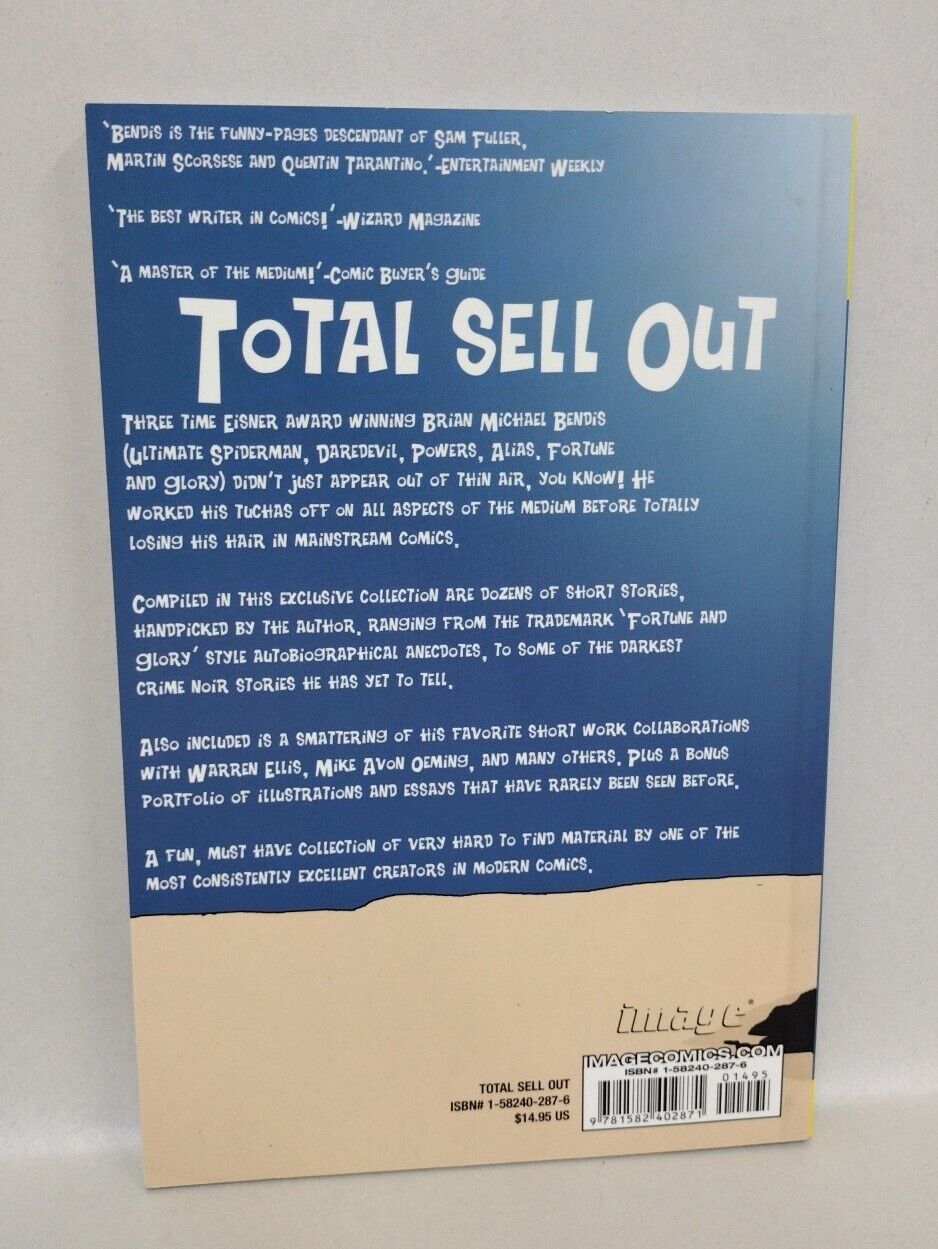 'Bendis is the funny-pages descendant of Sam Fuller,
Martin Scorsese and Quentin Tarantino.'-Entertainment Weekly
'The best writer in comics!'-Wizard Magazine
'A master of the medium!'-Comic Buyer's Guide
Total Sell Out
Three time Eisner award winning Brian Michael Bendis
(Ultimate Spiderman, Daredevil, Powers, Alias, Fortune
and Glory) didn't just appear out of thin air, you know! He
worked his tuchas off on all aspects of the medium before totally
losing his hair in mainstream comics.
Compiled in this exclusive collection are dozens of short stories,
handpicked by the author, ranging from the trademark 'Fortune and
Glory' style autobiographical anecdotes, to some of the darkest
crime noir stories he has yet to tell.
Also included is a smattering of his favorite short work collaborations
with Warren Ellis, Mike Avon Oeming, and many others. Plus a bonus
portfolio of illustrations and essays that have rarely been seen before.
A fun, must have collection of very hard to find material by one of the
most consistently excellent creators in modern comics.
image®
IMAGECOMICS.COM
ISBN# 1-58240-287-6
01495
9 781582 402871
TOTAL SELL OUT
ISBN# 1-58240-287-6
$14.95 US